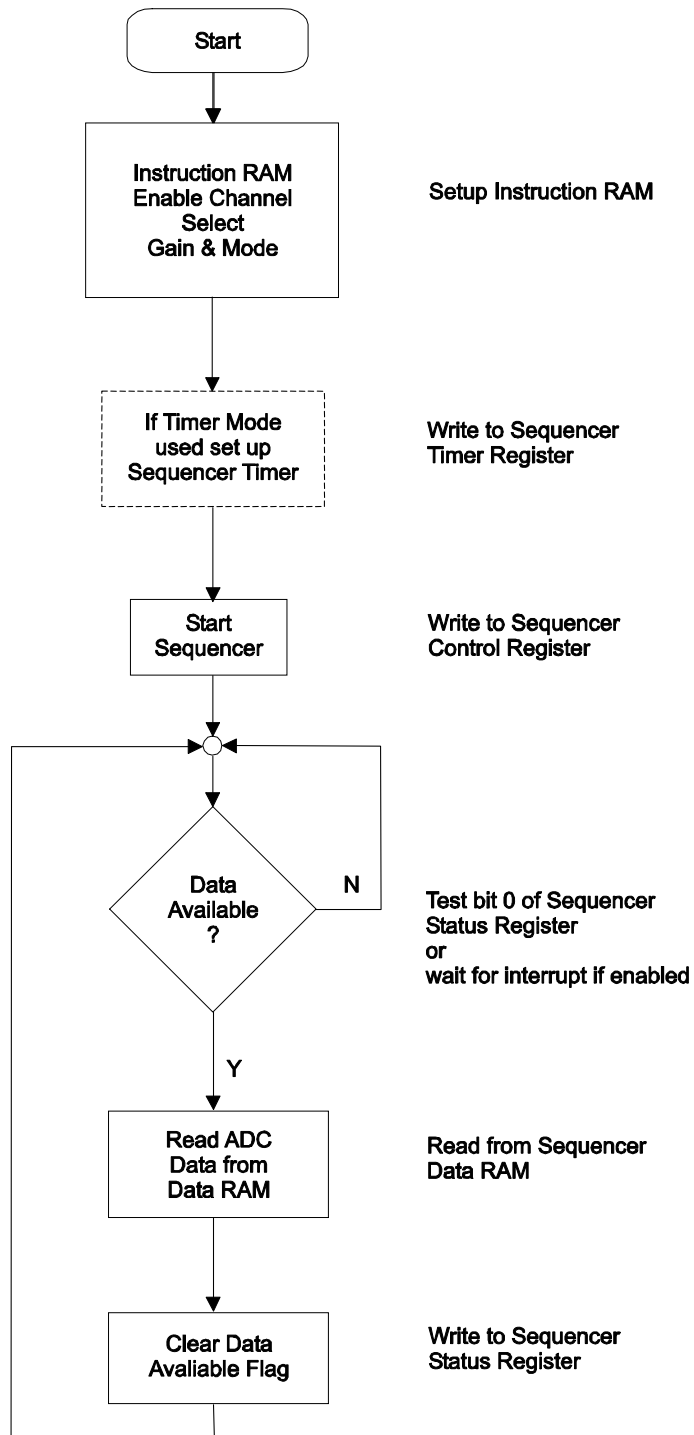 Start
Instruction RAM
Enable Channel
Select
Gain & Mode
Setup Instruction RAM
If Timer Mode
used set up
Sequencer Timer
Write to Sequencer
Timer Register
Start
Sequencer
Write to Sequencer
Control Register
Data
Available
?
N
Test bit 0 of Sequencer
Status Register
or
wait for interrupt if enabled
Y
Read ADC
Data from
Data RAM
Read from Sequencer
Data RAM
Clear Data
Avaliable Flag
Write to Sequencer
Status Register